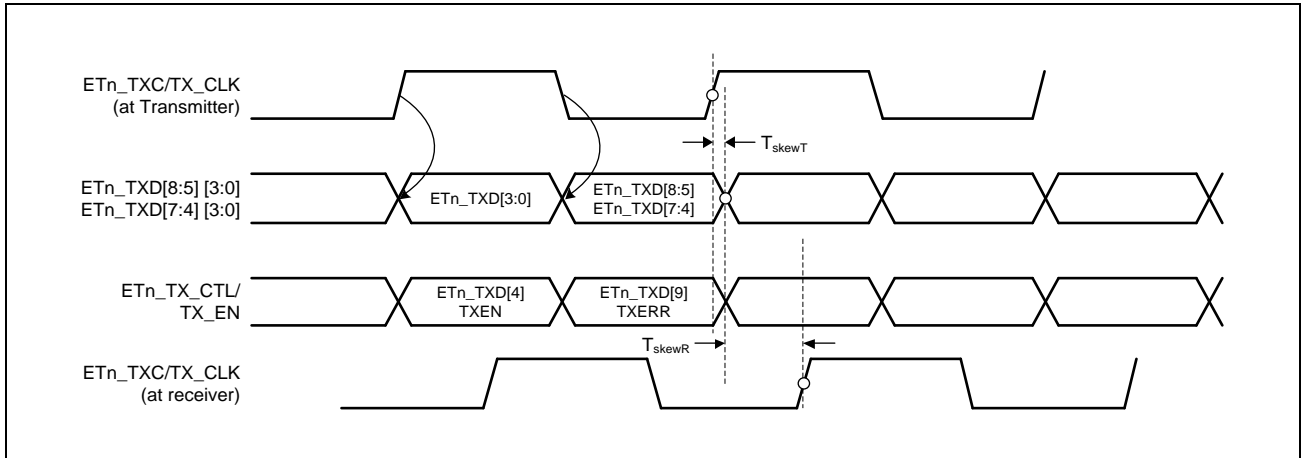 ETn_TXC/TX_CLK
(at Transmitter)
TskewT
ETn_TXD[8:5] [3:0]
ETn_TXD[7:4] [3:0]
ETn_TXD[3:0]
ETn_TXD[8:5]
ETn_TXD[7:4]
ETn_TX_CTL/
TX_EN
ETn_TXD[4]
TXEN
ETn_TXD[9]
TXERR
TskewR
ETn_TXC/TX_CLK
(at receiver)